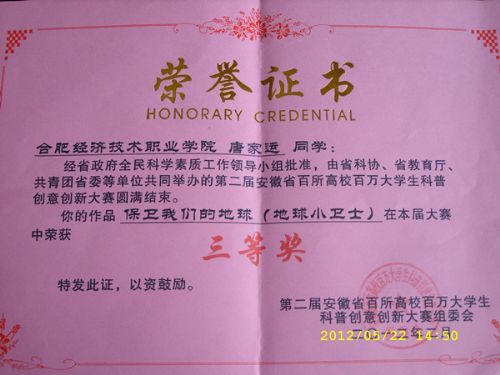 荣誉证书
HONORARY CREDENTIAL
合肥经济技术职业学院 唐家远 同学：
经省政府全民科学素质工作领导小组批准，由省科协、省教育厅、
共青团省委等单位共同举办的第二届安徽省百所高校百万大学生科普
创意创新大赛圆满结束。
你的作品 保卫我们的地球（地球小卫士）在本届大赛
中荣获
三等奖
特发此证，以资鼓励。
第二届安徽省百所高校百万大学生
科普创意创新大赛组委会
2012/05/22 14:50